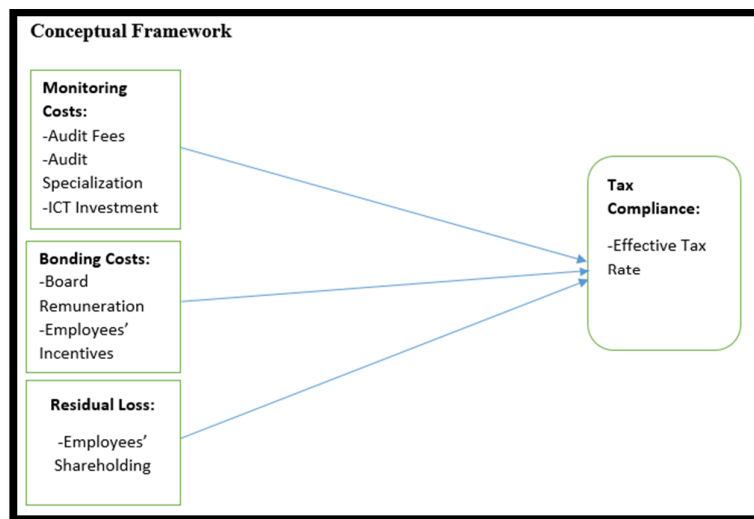 Conceptual Framework
Monitoring
Costs:
-Audit Fees
-Audit
Specialization
-ICT Investment
Bonding Costs:
-Board
Remuneration
-Employees’
Incentives
Residual Loss:
-Employees’
Shareholding
Tax
Compliance:
-Effective Tax
Rate